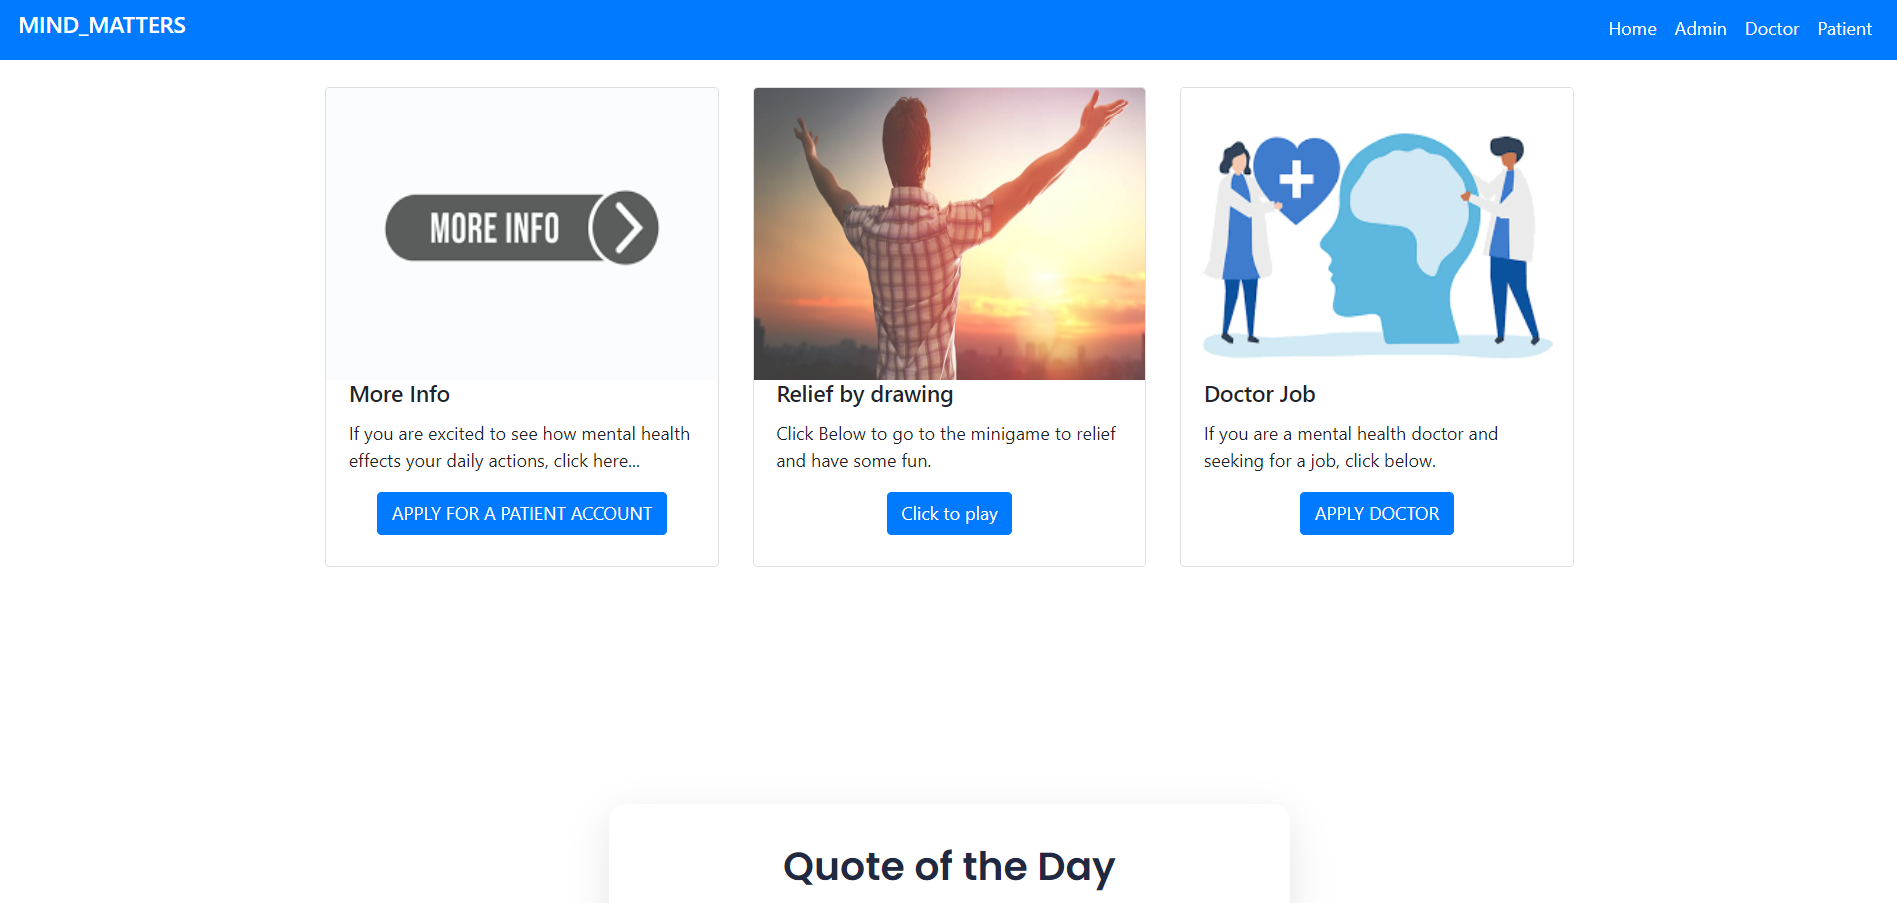 MIND_MATTERS
Home Admin Doctor Patient
MORE INFO
More Info
If you are excited to see how mental health
effects your daily actions, click here...
APPLY FOR A PATIENT ACCOUNT
Relief by drawing
Click Below to go to the minigame to relief
and have some fun.
Click to play
Doctor Job
If you are a mental health doctor and
seeking for a job, click below.
APPLY DOCTOR
Quote of the Day